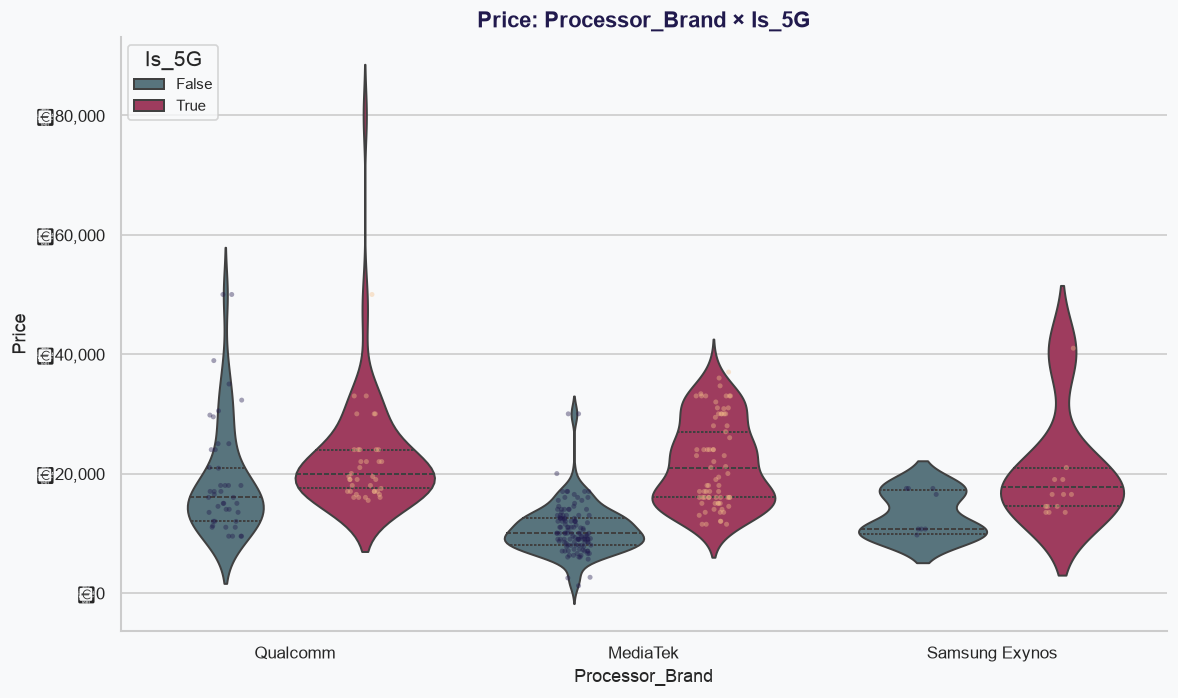 Price: Processor_Brand × Is_5G
Is_5G
False
True
80,000
60,000
40,000
20,000
0
Price
Qualcomm
MediaTek
Samsung Exynos
Processor_Brand